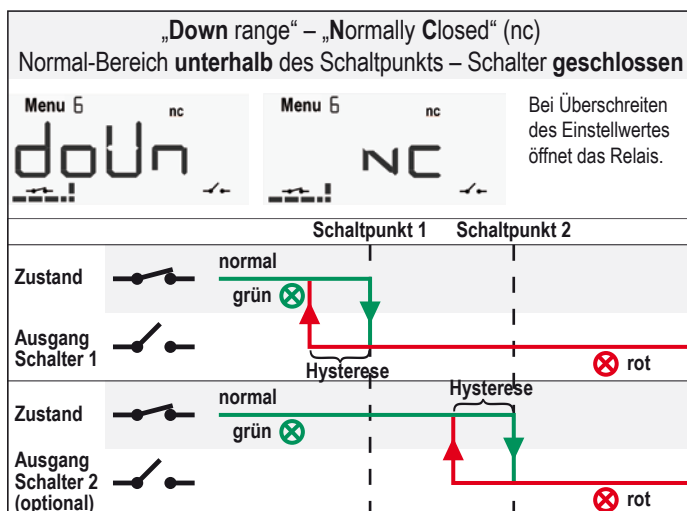 „Down range“ – „Normally Closed“ (nc)
Normal-Bereich unterhalb des Schaltpunkts – Schalter geschlossen
Menu 6 nc
doUn
Menu 6 nc
NC
Bei Überschreiten
des Einstellwertes
öffnet das Relais.
Schaltpunkt 1 Schaltpunkt 2
Zustand
normal
grün
Ausgang
Schalter 1
Hysterese
rot
Zustand
normal
grün
Hysterese
Ausgang
Schalter 2
(optional)
rot